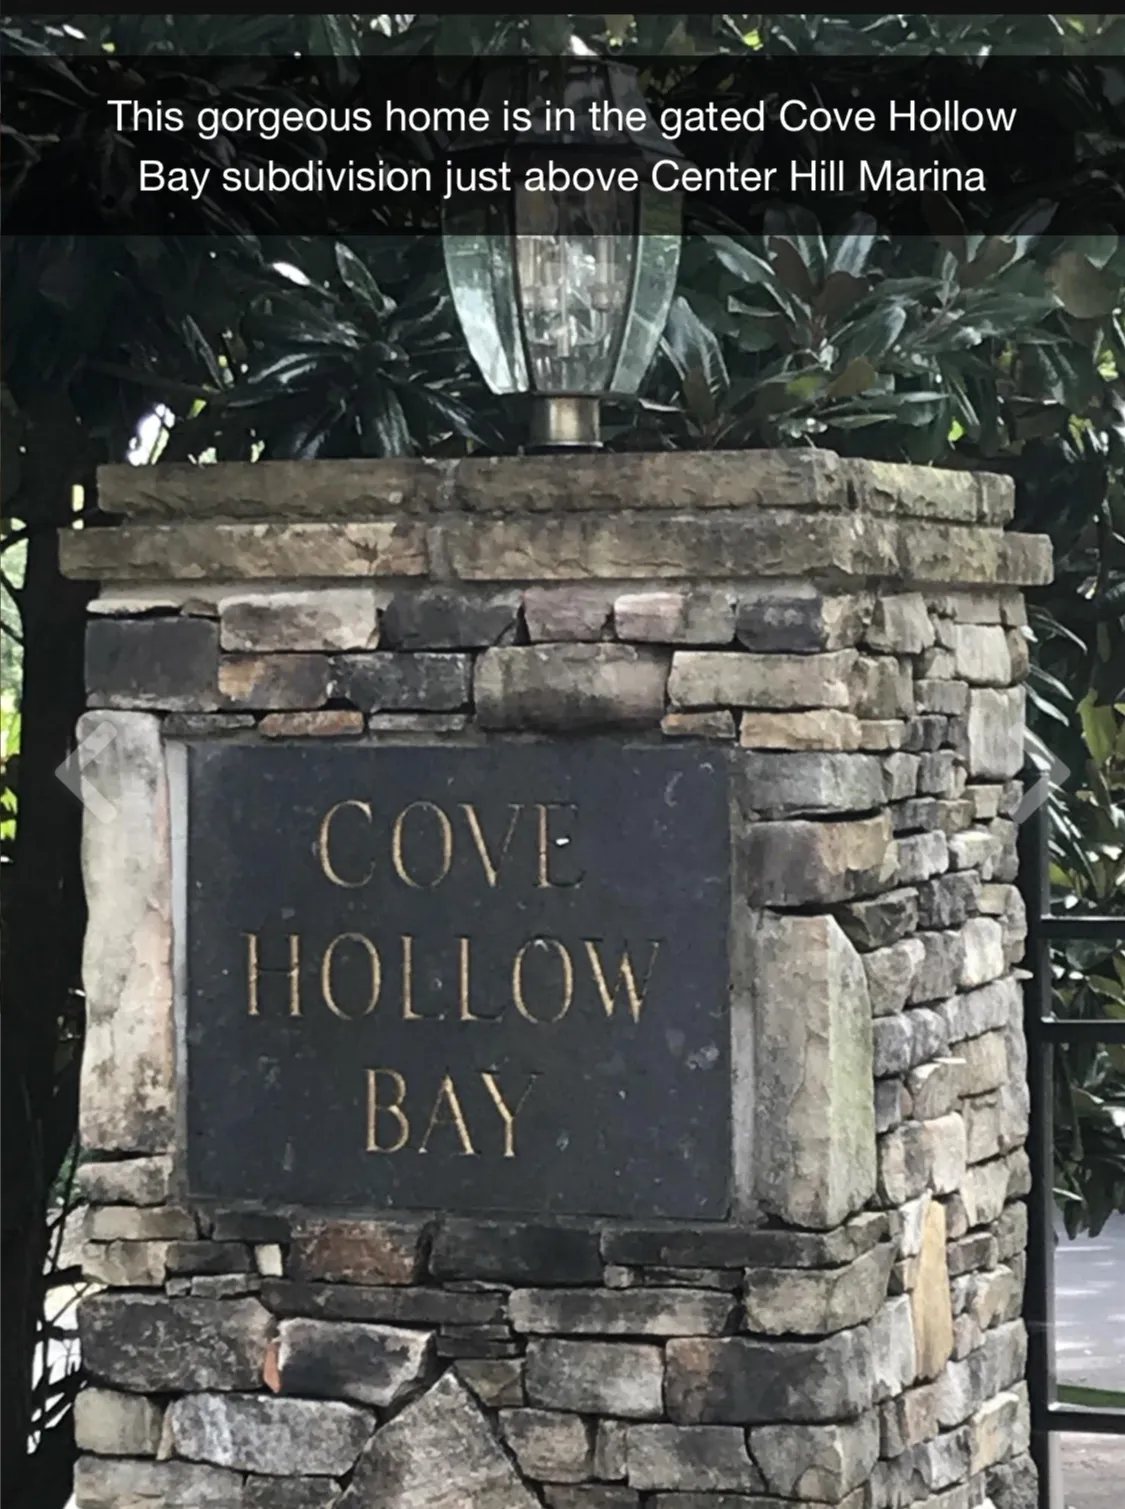 This gorgeous home is in the gated Cove Hollow
Bay subdivision just above Center Hill Marina
COVE
HOLLOW
BAY